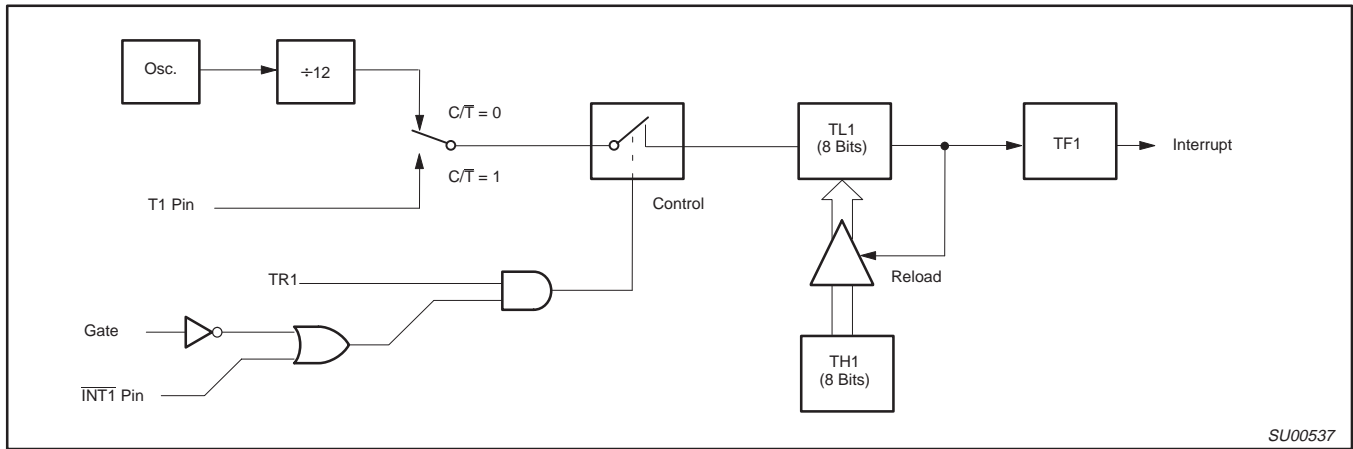 Osc.
÷12
C/T̅ = 0
C/T̅ = 1
T1 Pin
Control
TL1
(8 Bits)
TF1
Interrupt
TR1
Reload
Gate
I̅N̅T̅1̅ Pin
TH1
(8 Bits)
SU00537